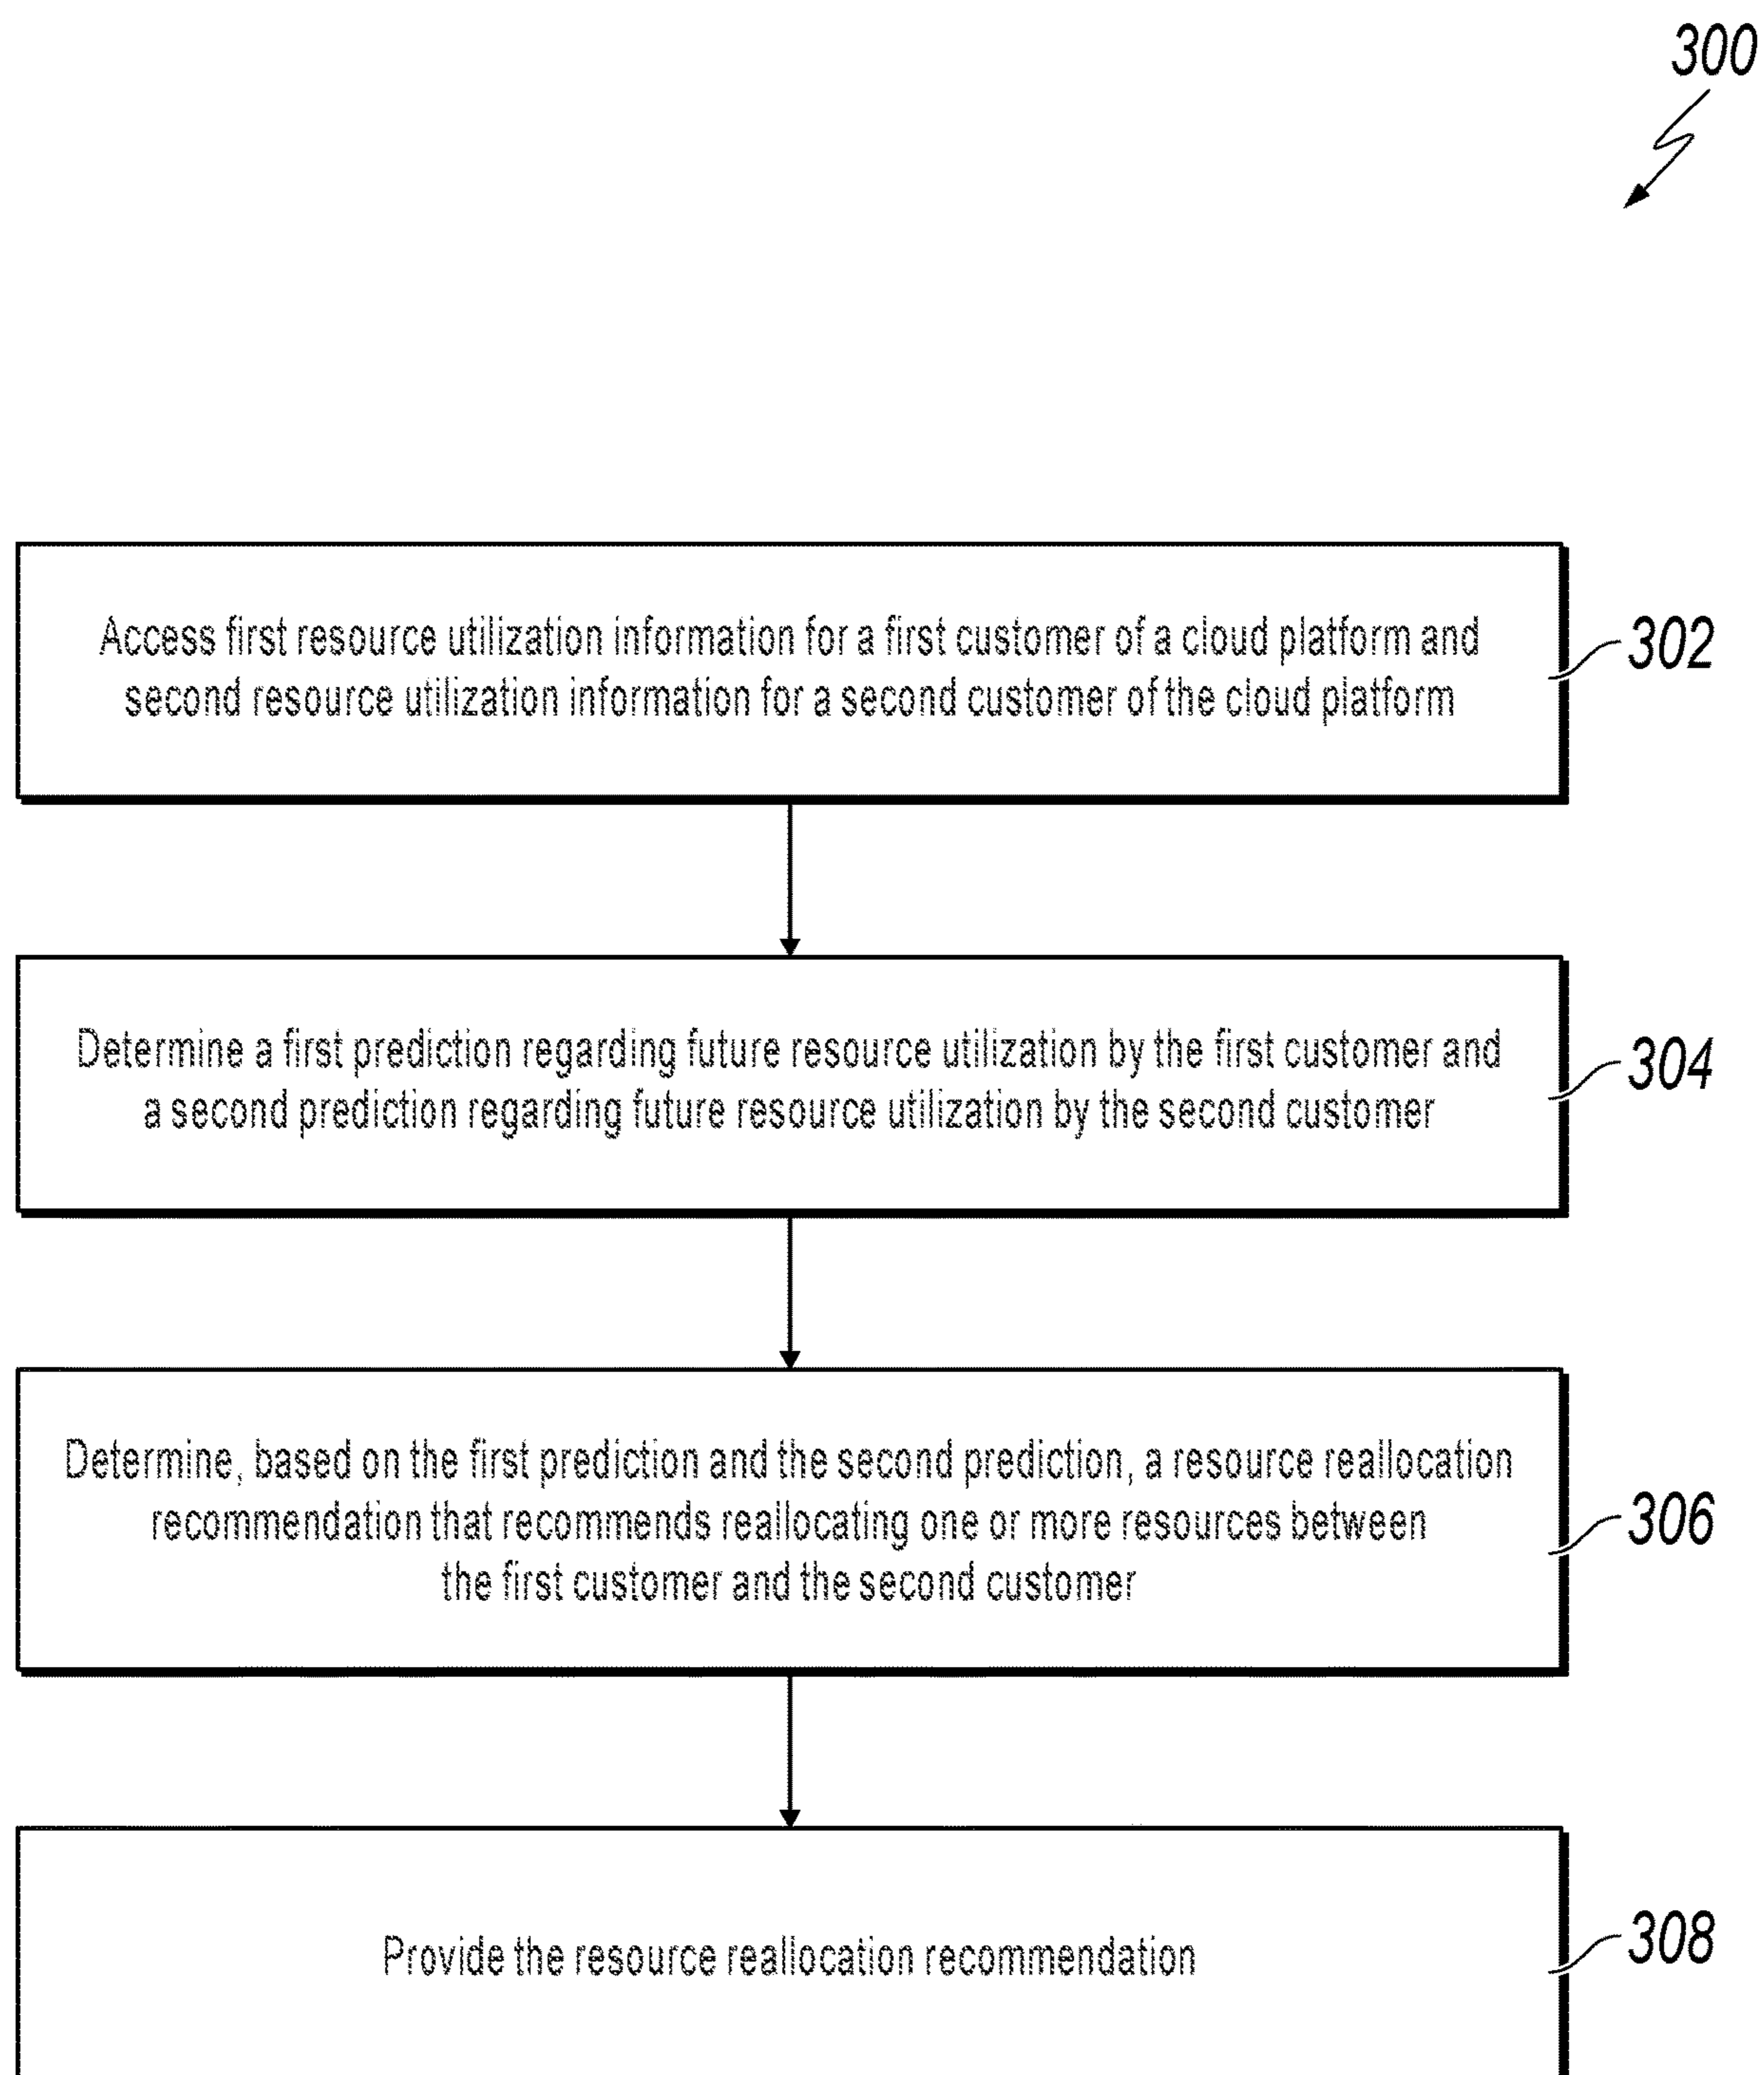 300
Access first resource utilization information for a first customer of a cloud platform and
second resource utilization information for a second customer of the cloud platform
302
Determine a first prediction regarding future resource utilization by the first customer and
a second prediction regarding future resource utilization by the second customer
304
Determine, based on the first prediction and the second prediction, a resource reallocation
recommendation that recommends reallocating one or more resources between
the first customer and the second customer
306
Provide the resource reallocation recommendation
308